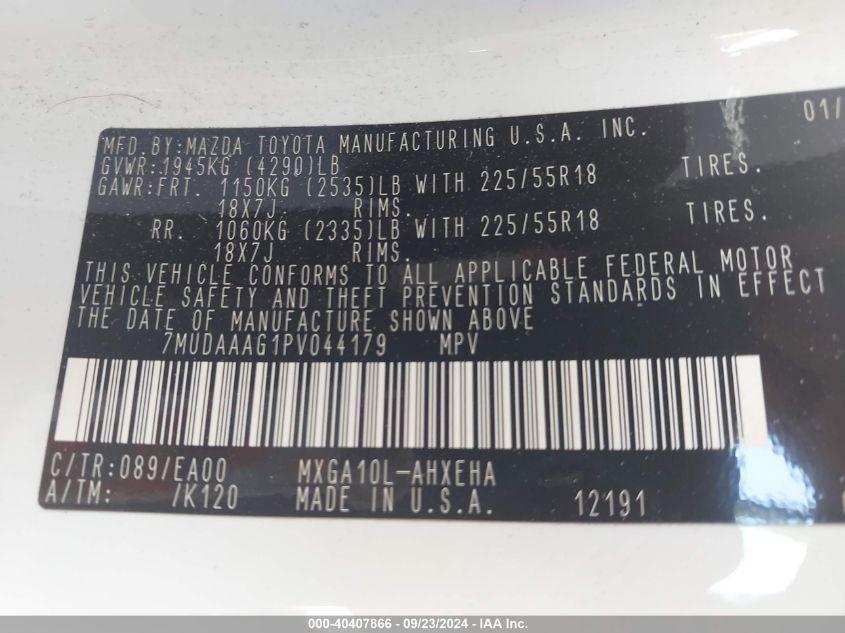 MFD.BY:MAZDA TOYOTA MANUFACTURING U.S.A. INC. 01/
GVWR:1945KG (4290)LB
GAWR:FRT. 1150KG (2535)LB WITH 225/55R18 TIRES.
18X7J RIMS.
RR. 1060KG (2335)LB WITH 225/55R18 TIRES.
18X7J RIMS.
THIS VEHICLE CONFORMS TO ALL APPLICABLE FEDERAL MOTOR
VEHICLE SAFETY AND THEFT PREVENTION STANDARDS IN EFFECT
THE DATE OF MANUFACTURE SHOWN ABOVE
7MUDAAAG1PV044179 MPV
C/TR:089/EA00 MXGA10L-AHXEHA
A/TM: /K120 MADE IN U.S.A. 12191
000-40407866 - 09/23/2024 - IAA Inc.